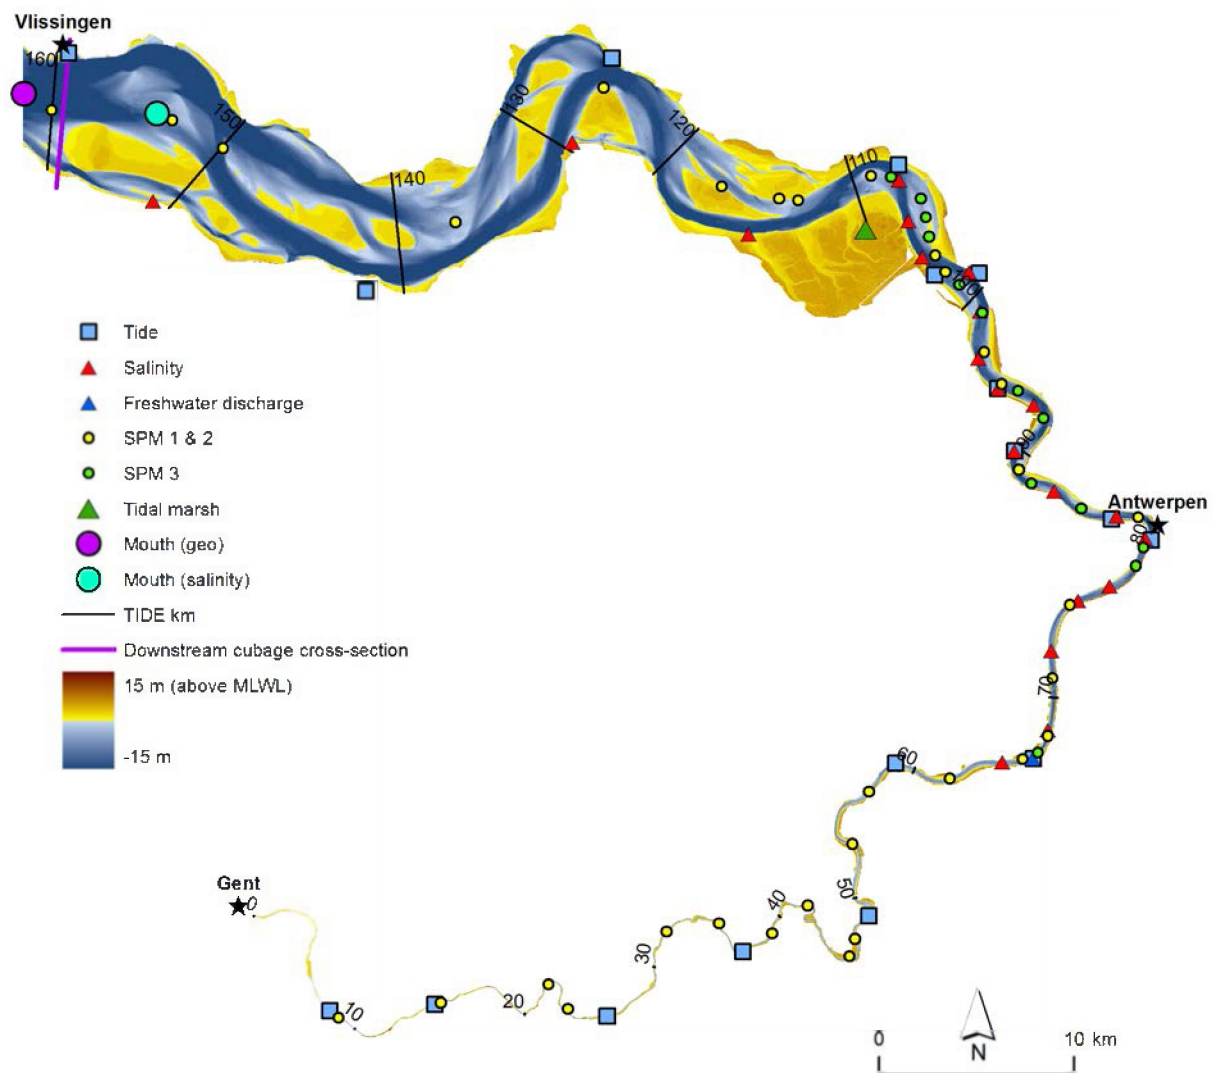 Vlissingen
160
150
140
130
120
110
100
Tide
Salinity
Freshwater discharge
SPM 1 & 2
SPM 3
Tidal marsh
Mouth (geo)
Mouth (salinity)
TIDE km
Downstream cubage cross-section
15 m (above MLWL)
-15 m
90
Antwerpen
80
70
60
50
40
30
20
10
Gent
0
0 10 km
N